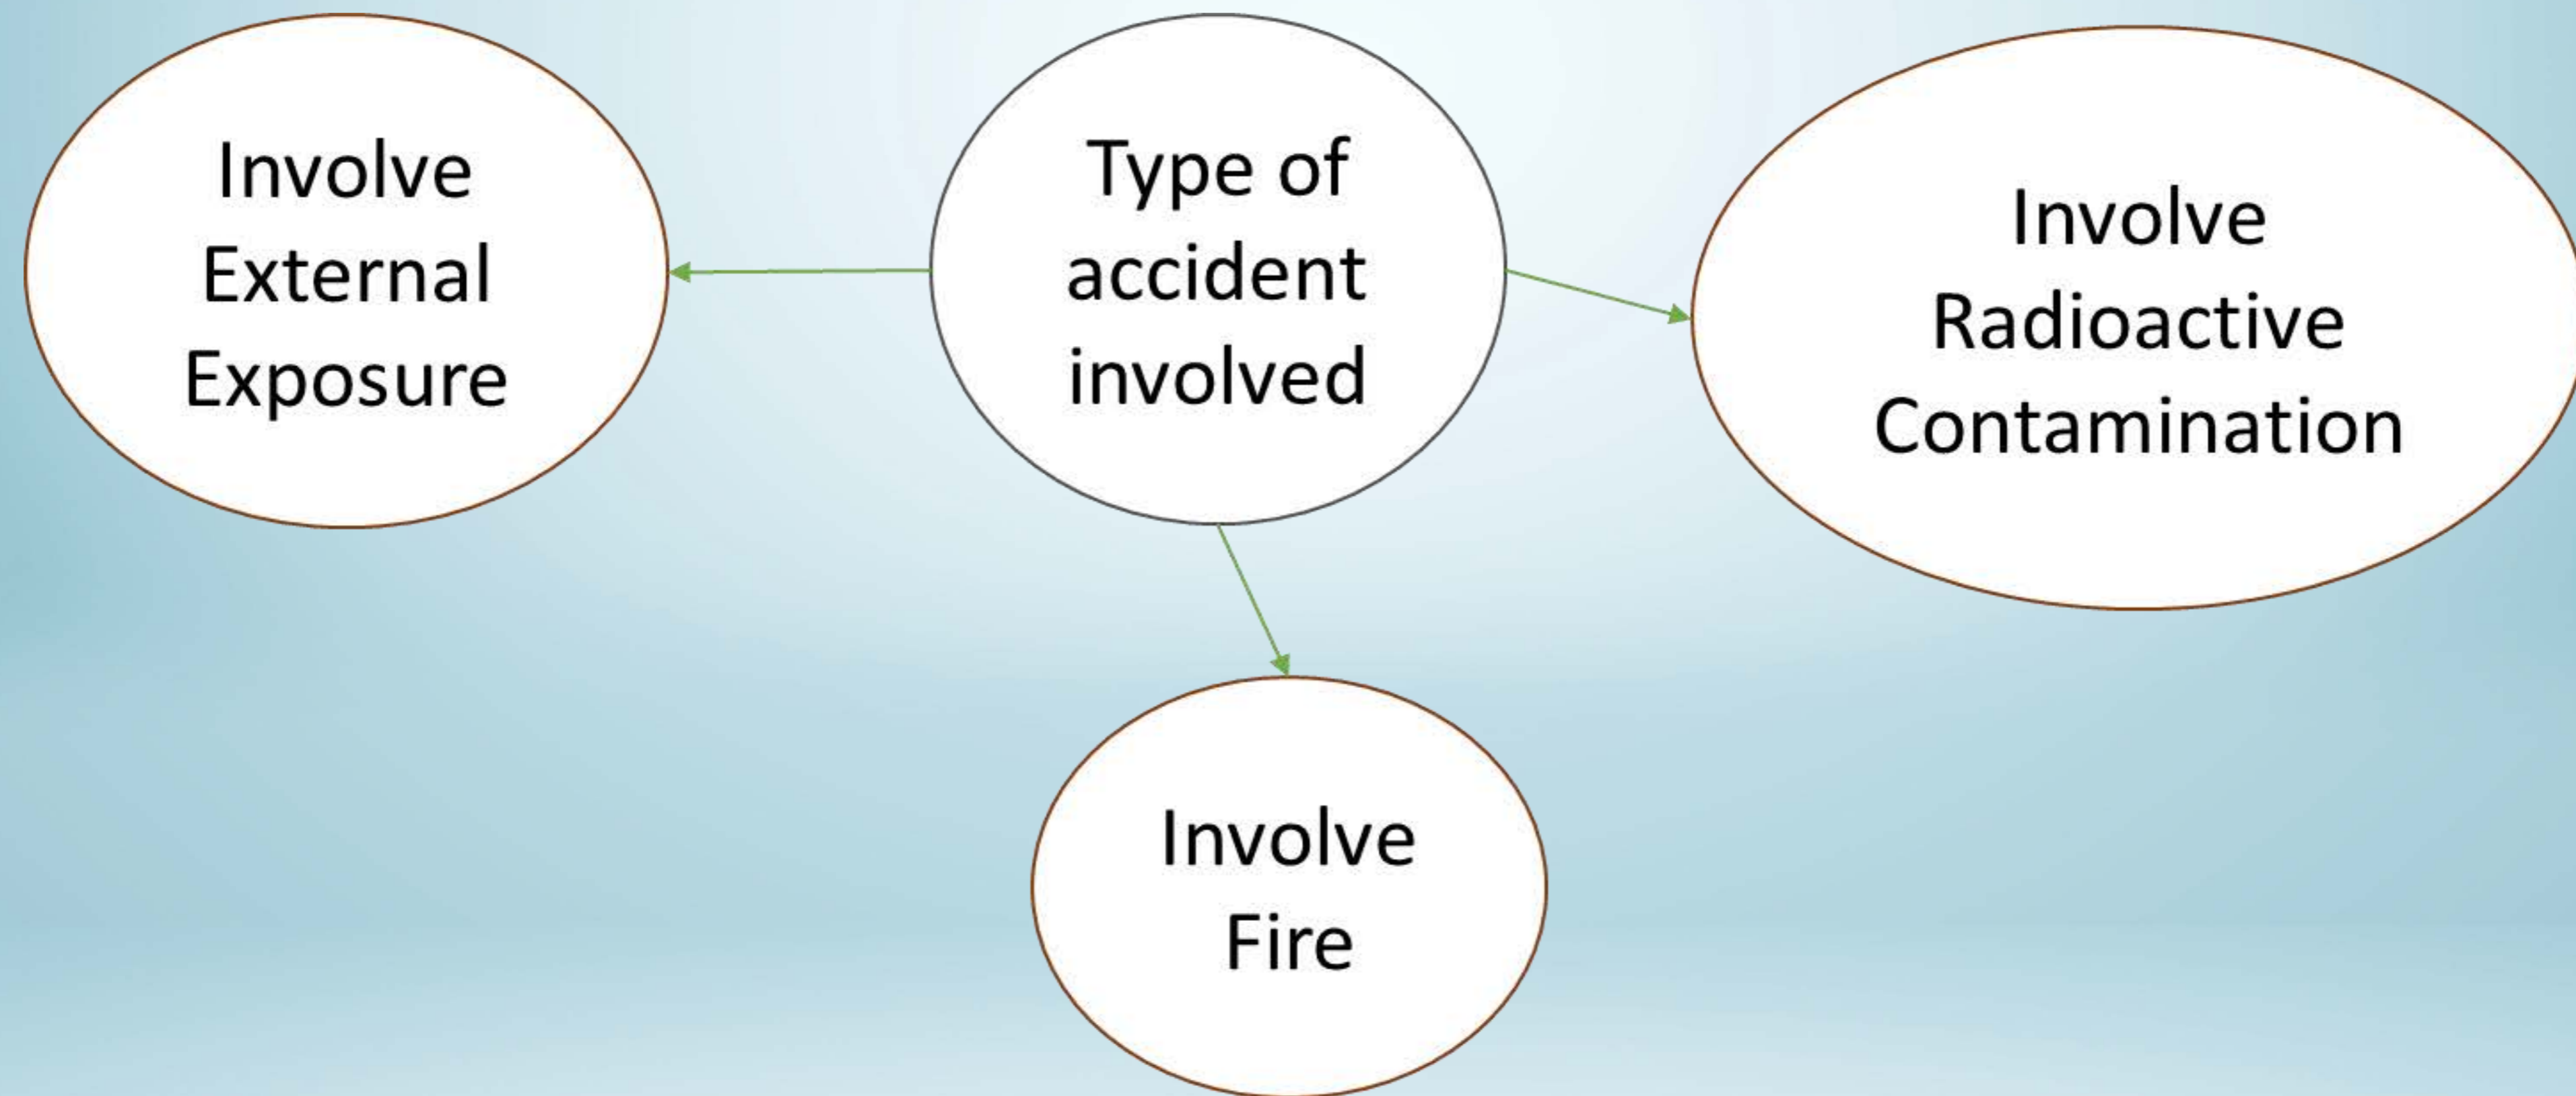 Involve
External
Exposure
Type of
accident
involved
Involve
Radioactive
Contamination
Involve
Fire